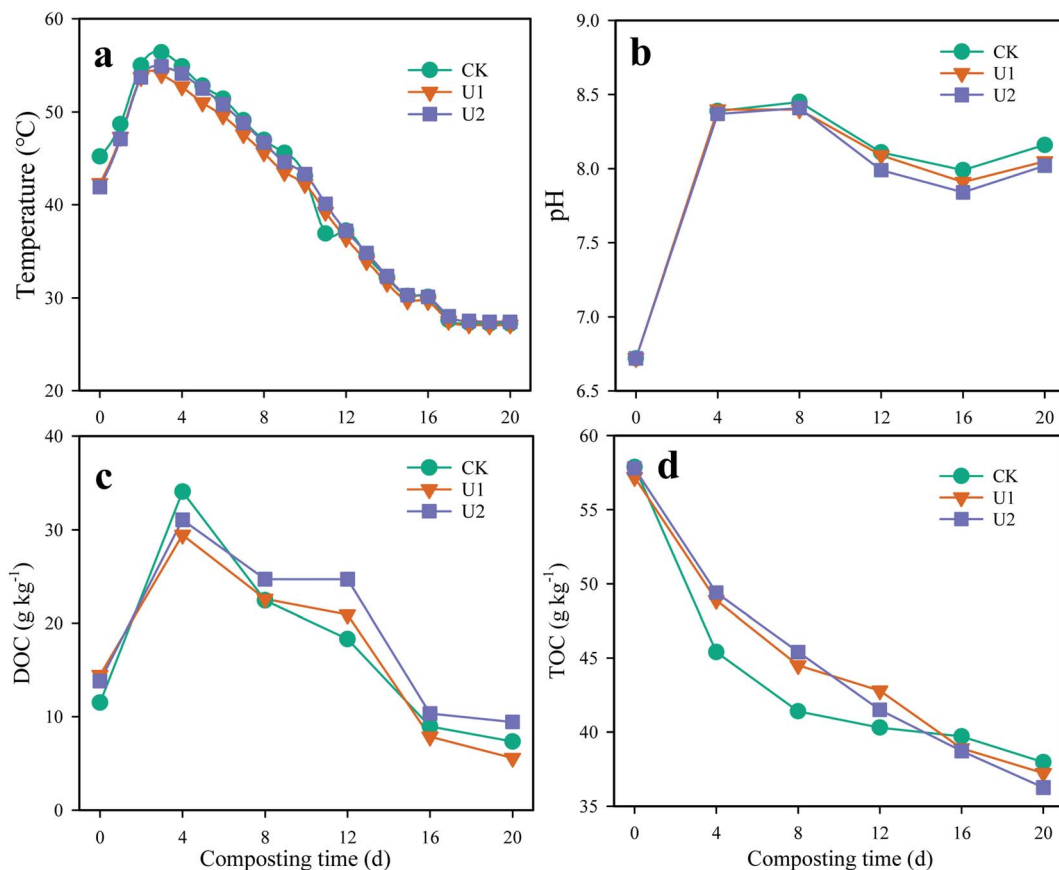 a
CK
U1
U2
Temperature (°C)
60
50
40
30
20
0 4 8 12 16 20
b
CK
U1
U2
pH
9.0
8.5
8.0
7.5
7.0
6.5
0 4 8 12 16 20
c
CK
U1
U2
DOC (g kg⁻¹)
40
30
20
10
0
0 4 8 12 16 20
Composting time (d)
d
CK
U1
U2
TOC (g kg⁻¹)
60
55
50
45
40
35
0 4 8 12 16 20
Composting time (d)